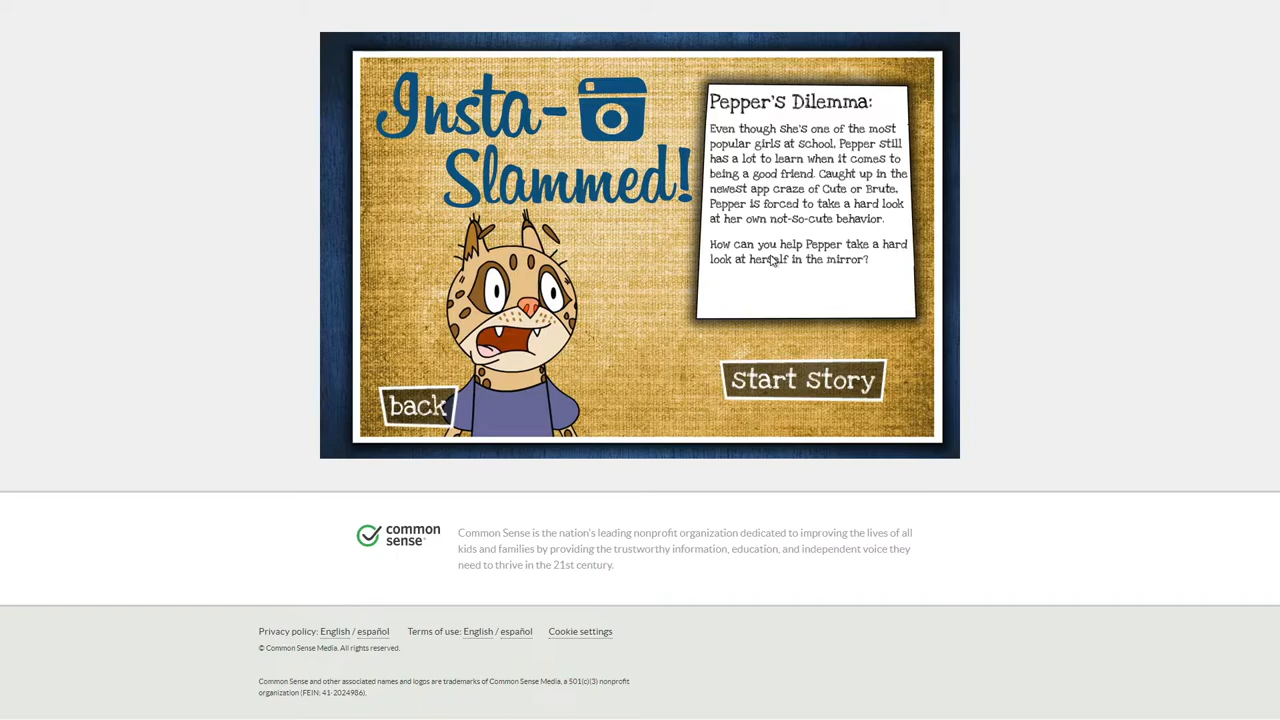 Insta-
Slammed!
Pepper's Dilemma:
Even though she's one of the most
popular girls at school, Pepper still
has a lot to learn when it comes to
being a good friend. Caught up in the
newest app craze of Cute or Brute,
Pepper is forced to take a hard look
at her own not-so-cute behavior.
How can you help Pepper take a hard
look at herself in the mirror?
start story
back
common
sense
Common Sense is the nation's leading nonprofit organization dedicated to improving the lives of all
kids and families by providing the trustworthy information, education, and independent voice they
need to thrive in the 21st century.
Privacy policy: English / español Terms of use: English / español Cookie settings
© Common Sense Media. All rights reserved.
Common Sense and other associated names and logos are trademarks of Common Sense Media, a 501(c)(3) nonprofit
organization (FEIN: 41-2024986).